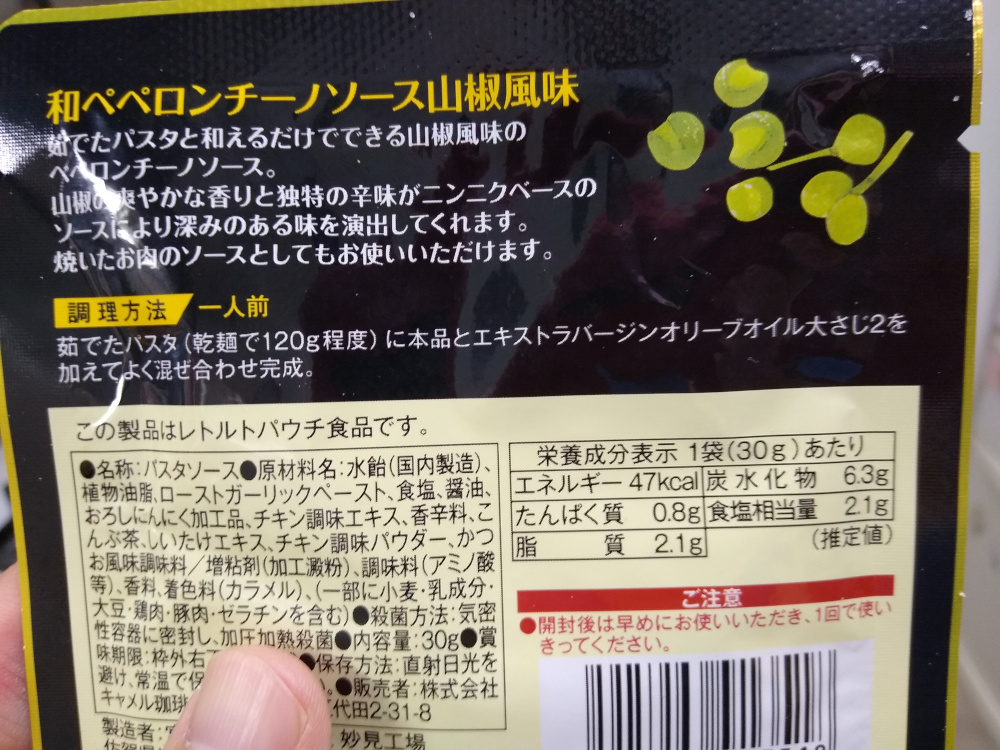 和ペペロンチーノソース山椒風味
茹でたパスタと和えるだけでできる山椒風味の
ペペロンチーノソース。
山椒の爽やかな香りと独特の辛味がニンニクベースの
ソースにより深みのある味を演出してくれます。
焼いたお肉のソースとしてもお使いいただけます。
調理方法 一人前
茹でたパスタ(乾麺で120g程度)に本品とエキストラバージンオリーブオイル大さじ2を
加えてよく混ぜ合わせ完成。
この製品はレトルトパウチ食品です。
●名称:パスタソース●原材料名:水飴(国内製造)、
植物油脂、ローストガーリックペースト、食塩、醤油、
おろしにんにく加工品、チキン調味エキス、香辛料、こ
んぶ茶、しいたけエキス、チキン調味パウダー、かつ
お風味調味料/増粘剤(加工澱粉)、調味料(アミノ酸
等)、香料、着色料(カラメル)、(一部に小麦・乳成分・
大豆・鶏肉・豚肉・ゼラチンを含む)●殺菌方法:気密
性容器に密封し、加圧加熱殺菌●内容量:30g●賞
味期限:枠外右下 ●保存方法:直射日光を
避け、常温で保 。●販売者:株式会社
キャメル珈琲 代田2-31-8
製造者: 妙見工場
佐賀県
栄養成分表示 1袋(30g)あたり
エネルギー 47kcal 炭水化物 6.3g
たんぱく質 0.8g 食塩相当量 2.1g
脂質 2.1g (推定値)
ご注意
●開封後は早めにお使いいただき、1回で使い
きってください。